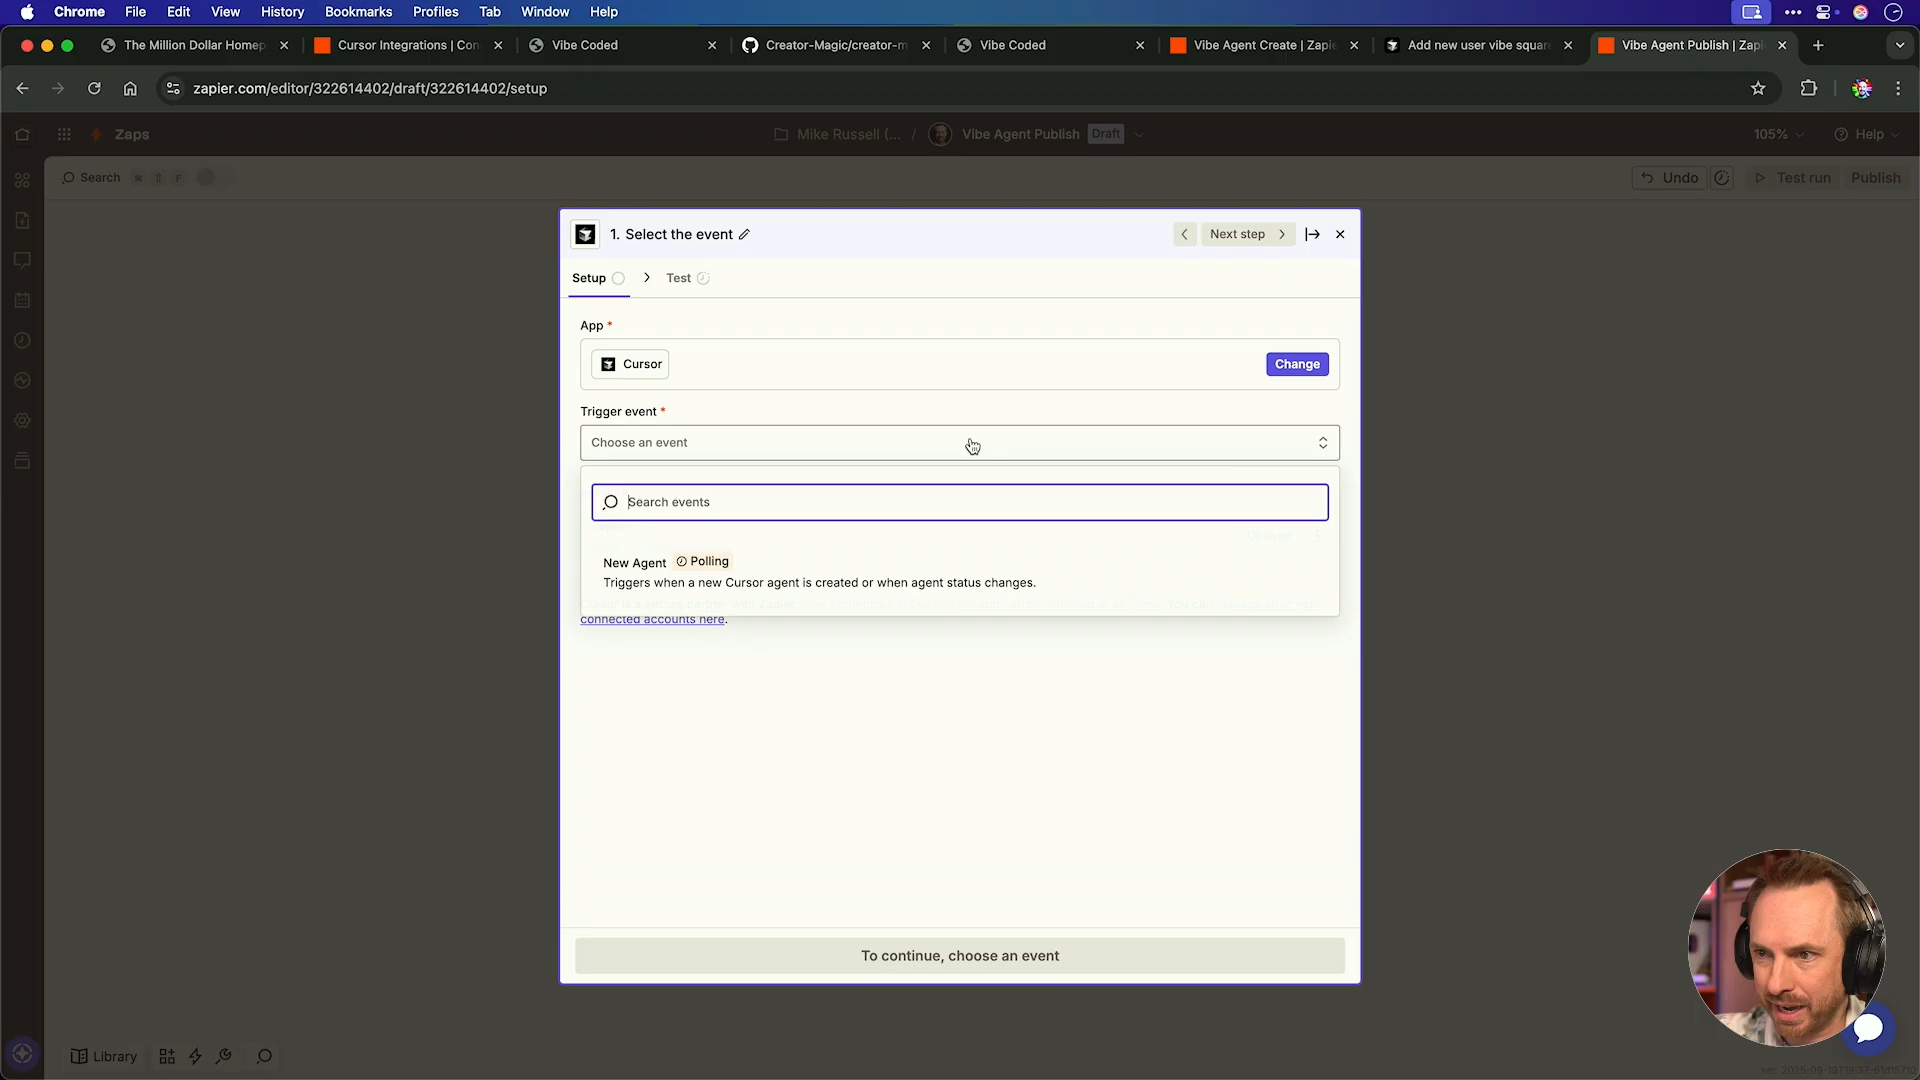 Chrome File Edit View History Bookmarks Profiles Tab Window Help
The Million Dollar Homep
Cursor Integrations | Con
Vibe Coded
Creator-Magic/creator-m
Vibe Coded
Vibe Agent Create | Zapie
Add new user vibe squar
Vibe Agent Publish | Zapi
zapier.com/editor/322614402/draft/322614402/setup
Zaps
Mike Russell (... / Vibe Agent Publish Draft
105% Help
Search ⌘ ⇧ F
Undo Test run Publish
1. Select the event
Next step
Setup Test
App *
Cursor
Change
Trigger event *
Choose an event
Search events
New Agent Polling
Triggers when a new Cursor agent is created or when agent status changes.
connected accounts here.
To continue, choose an event
Library